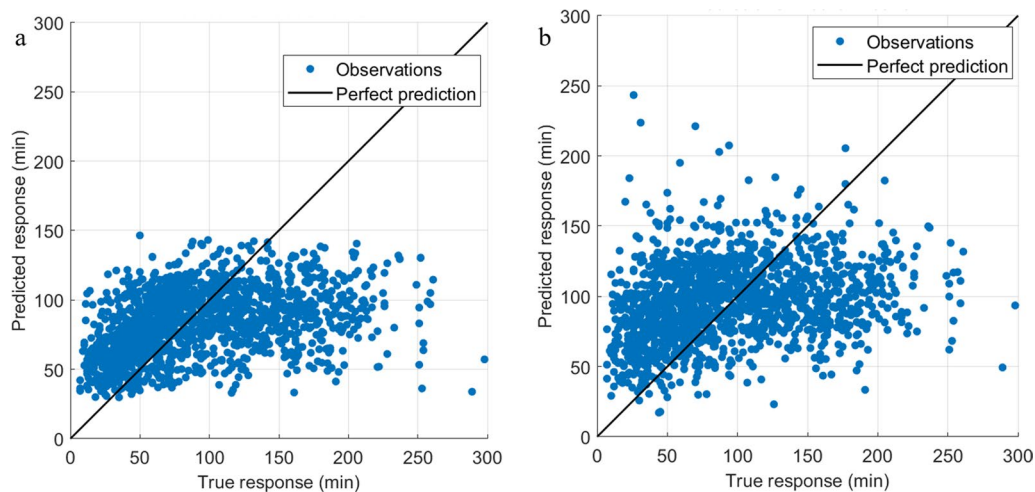 a
300
250
200
150
100
50
0
0 50 100 150 200 250 300
Predicted response (min)
True response (min)
Observations
Perfect prediction
b
300
250
200
150
100
50
0
0 50 100 150 200 250 300
Predicted response (min)
True response (min)
Observations
Perfect prediction